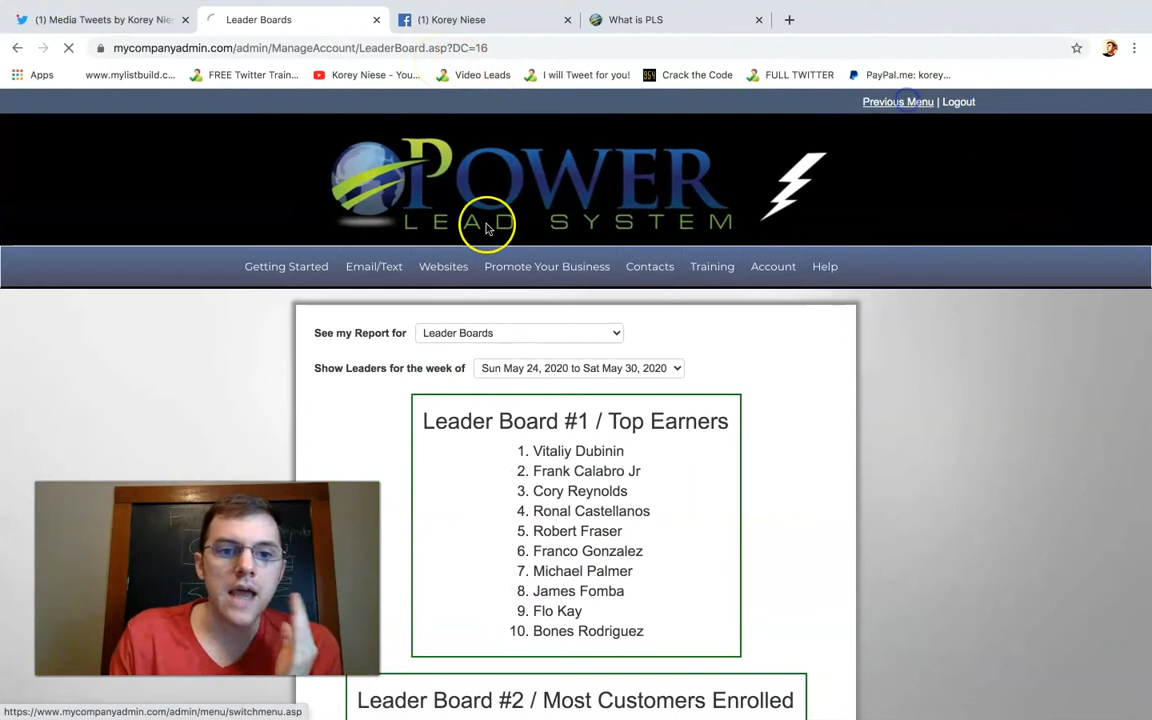 (1) Media Tweets by Korey Nie
Leader Boards
(1) Korey Niese
What is PLS
mycompanyadmin.com/admin/ManageAccount/LeaderBoard.asp?DC=16
Apps
www.mylistbuild.c...
FREE Twitter Train...
Korey Niese - You...
Video Leads
I will Tweet for you!
Crack the Code
FULL TWITTER
PayPal.me: korey...
Previous Menu | Logout
POWER
LEAD SYSTEM
Getting Started
Email/Text
Websites
Promote Your Business
Contacts
Training
Account
Help
See my Report for
Leader Boards
Show Leaders for the week of
Sun May 24, 2020 to Sat May 30, 2020
Leader Board #1 / Top Earners
1. Vitaliy Dubinin
2. Frank Calabro Jr
3. Cory Reynolds
4. Ronal Castellanos
5. Robert Fraser
6. Franco Gonzalez
7. Michael Palmer
8. James Fomba
9. Flo Kay
10. Bones Rodriguez
Leader Board #2 / Most Customers Enrolled
https://www.mycompanyadmin.com/admin/menu/switchmenu.asp